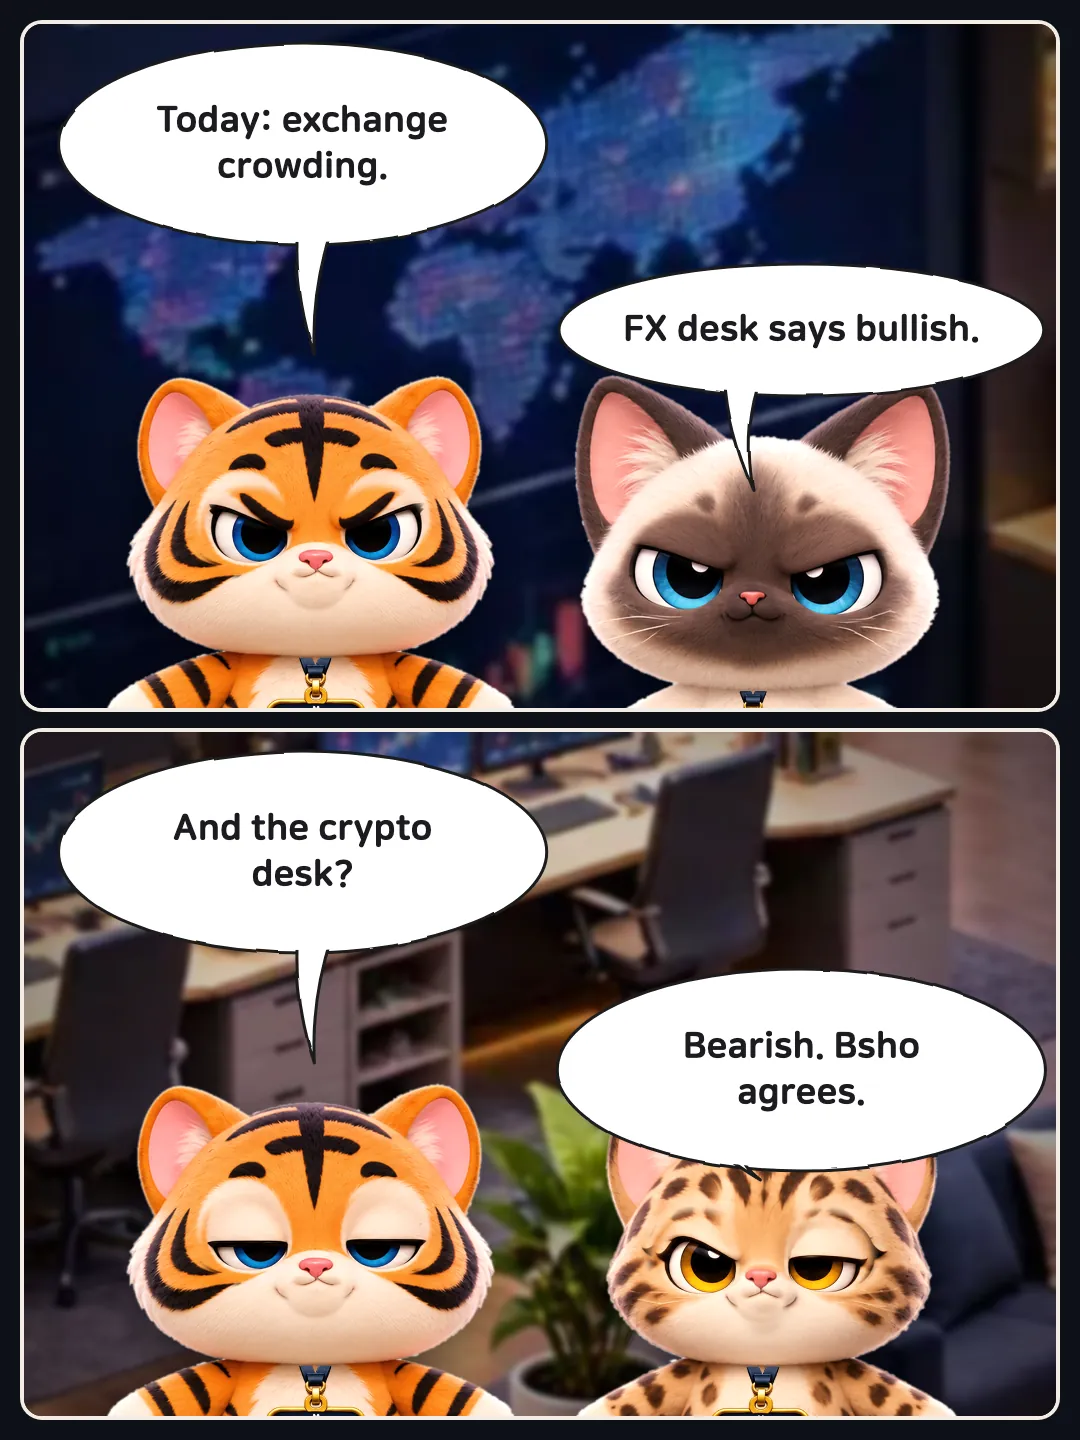 Today: exchange
crowding.
FX desk says bullish.
And the crypto
desk?
Bearish. Bsho
agrees.